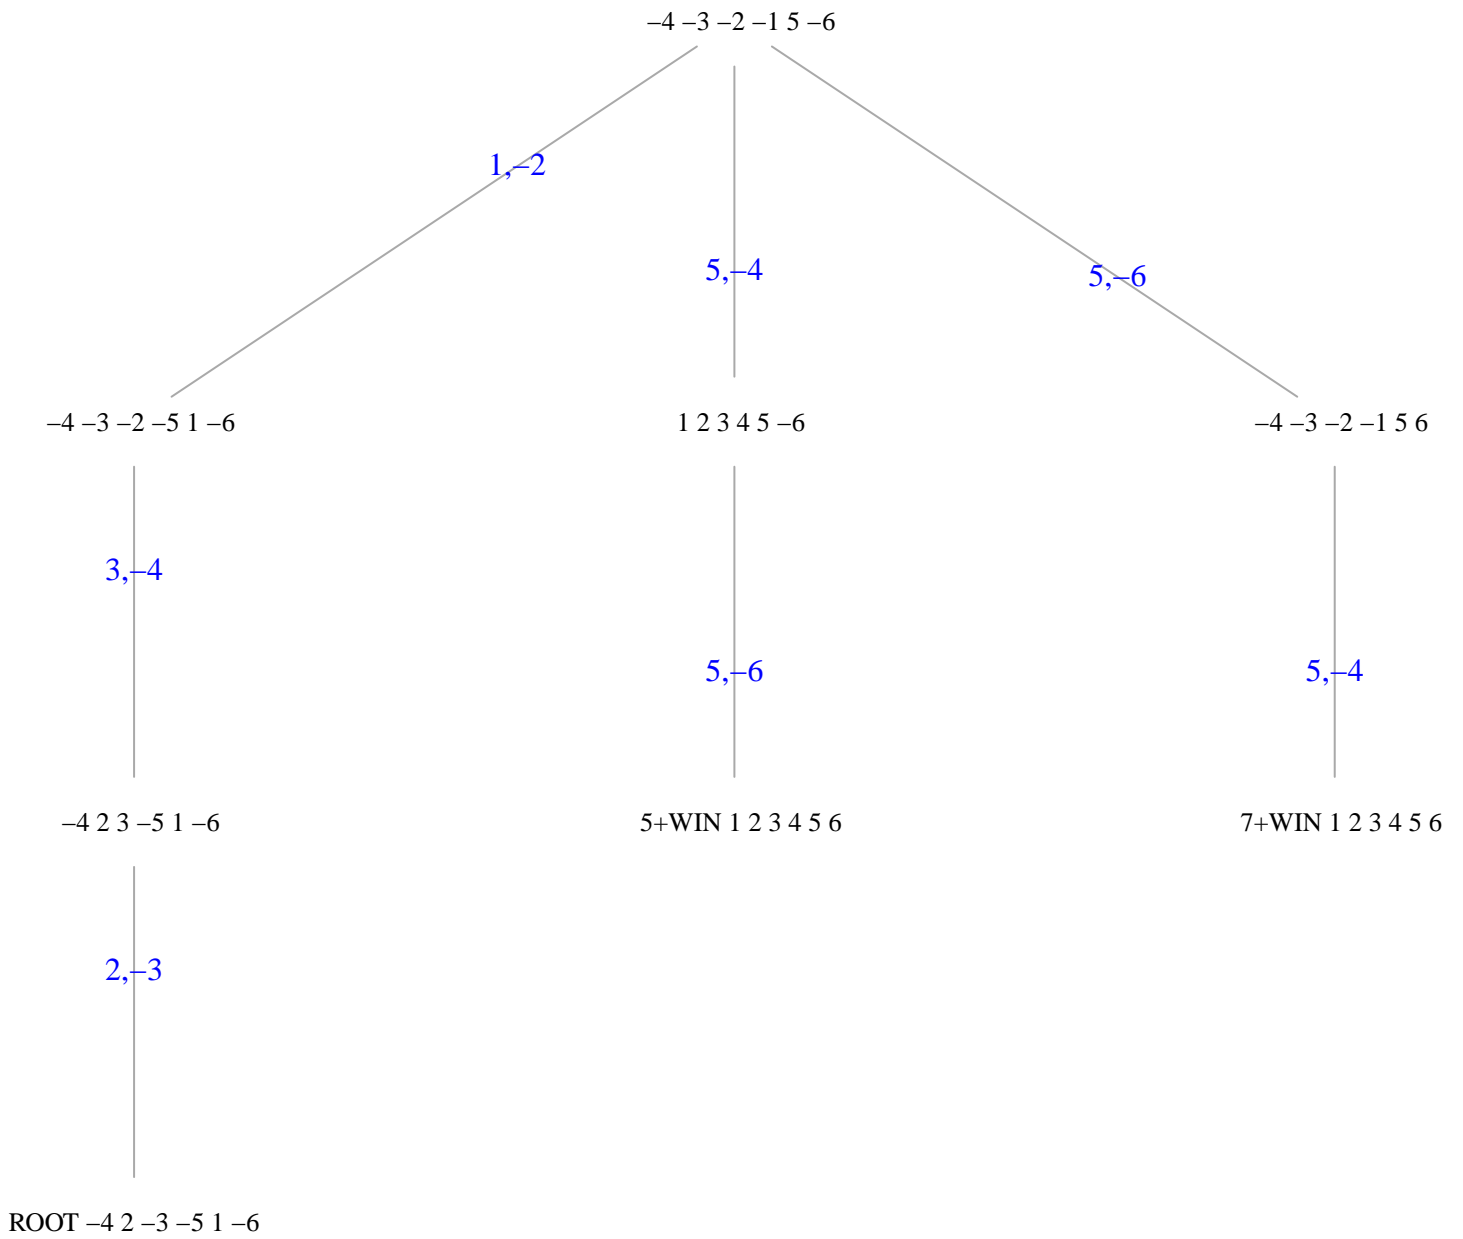 –4 –3 –2 –1 5 –6
1,–2
5,–4
5,–6
–4 –3 –2 –5 1 –6
1 2 3 4 5 –6
–4 –3 –2 –1 5 6
3,–4
5,–6
5,–4
–4 2 3 –5 1 –6
5+WIN 1 2 3 4 5 6
7+WIN 1 2 3 4 5 6
2,–3
ROOT –4 2 –3 –5 1 –6